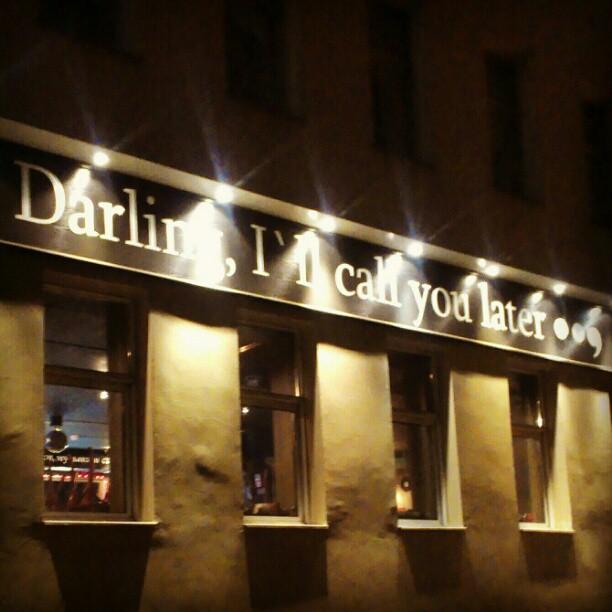 Darling, I`ll call you later ••,